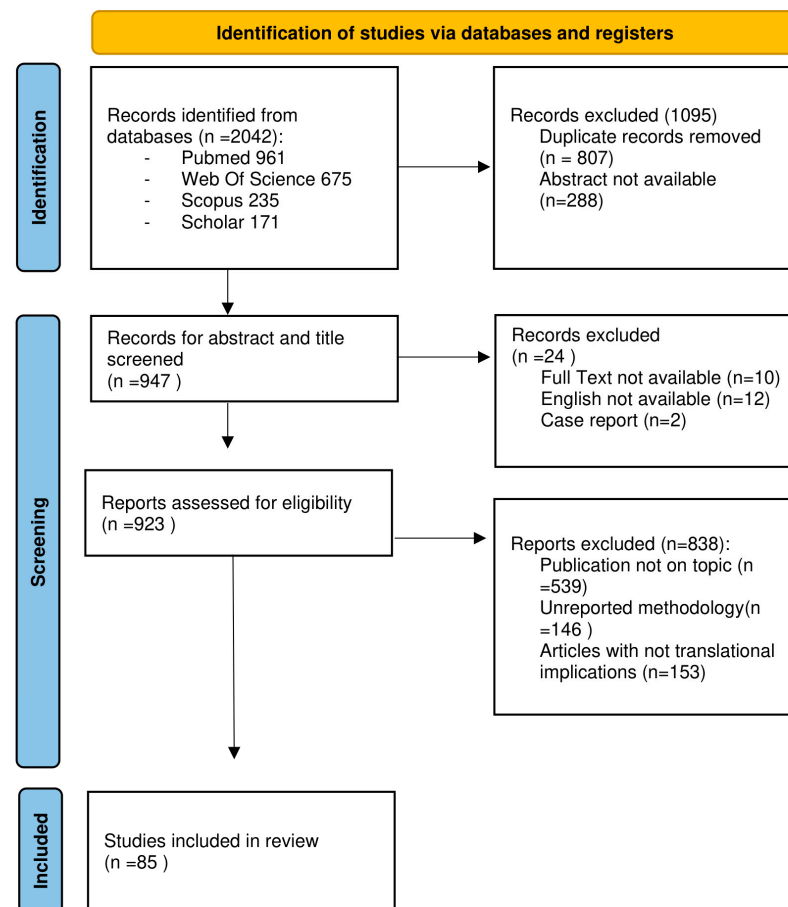 Identification of studies via databases and registers
Identification
Records identified from
databases (n =2042):
- Pubmed 961
- Web Of Science 675
- Scopus 235
- Scholar 171
Records excluded (1095)
Duplicate records removed
(n = 807)
Abstract not available
(n=288)
Screening
Records for abstract and title
screened
(n =947 )
Records excluded
(n =24 )
Full Text not available (n=10)
English not available (n=12)
Case report (n=2)
Reports assessed for eligibility
(n =923 )
Reports excluded (n=838):
Publication not on topic (n
=539)
Unreported methodology(n
=146 )
Articles with not translational
implications (n=153)
Included
Studies included in review
(n =85 )